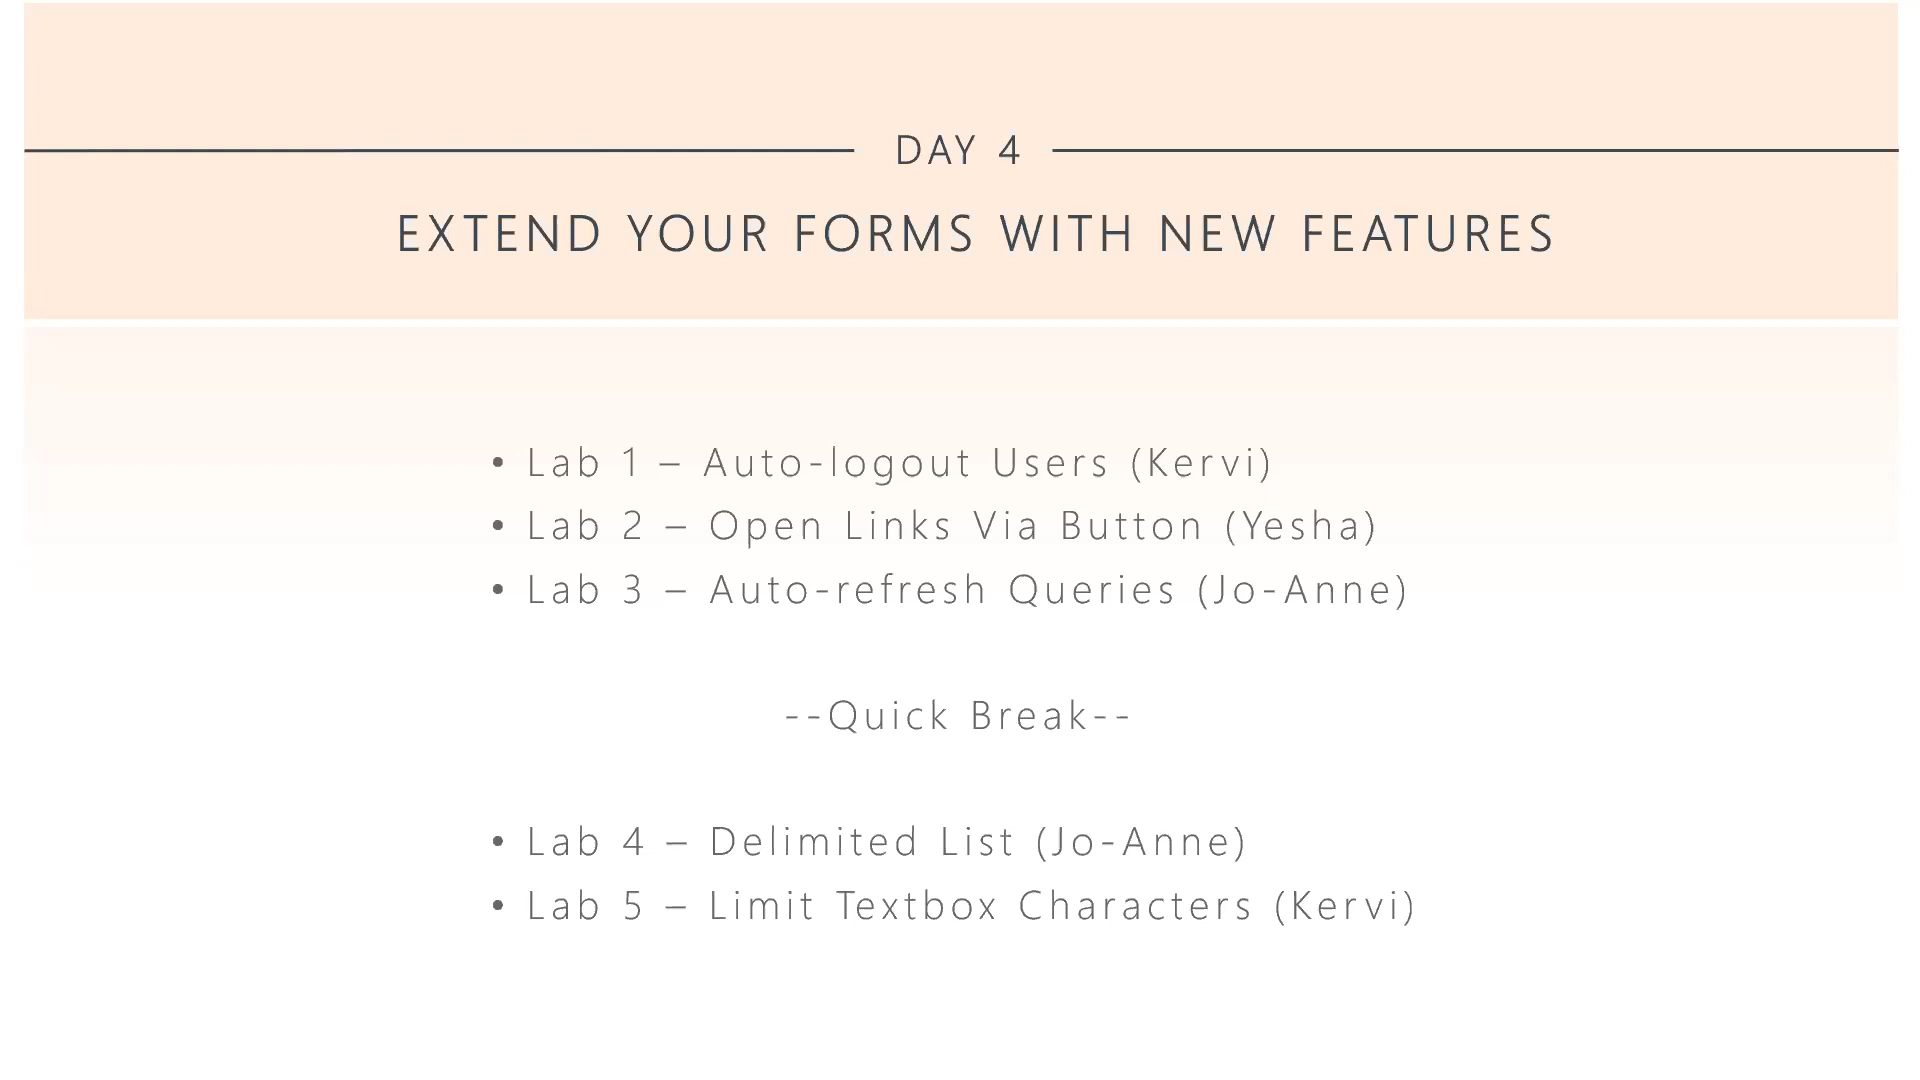 DAY 4
EXTEND YOUR FORMS WITH NEW FEATURES
• Lab 1 – Auto-logout Users (Kervi)
• Lab 2 – Open Links Via Button (Yesha)
• Lab 3 – Auto-refresh Queries (Jo-Anne)
--Quick Break--
• Lab 4 – Delimited List (Jo-Anne)
• Lab 5 – Limit Textbox Characters (Kervi)